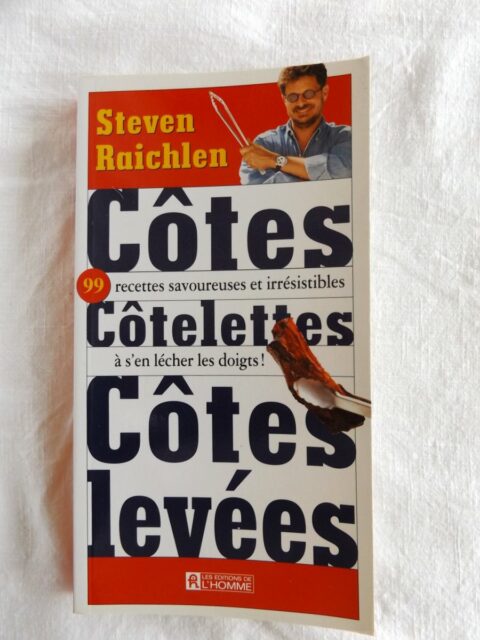 Steven
Raichlen
Côtes
99 recettes savoureuses et irrésistibles
Côtelettes
à s'en lécher les doigts!
Côtes
levées
LES EDITIONS DE
L'HOMME